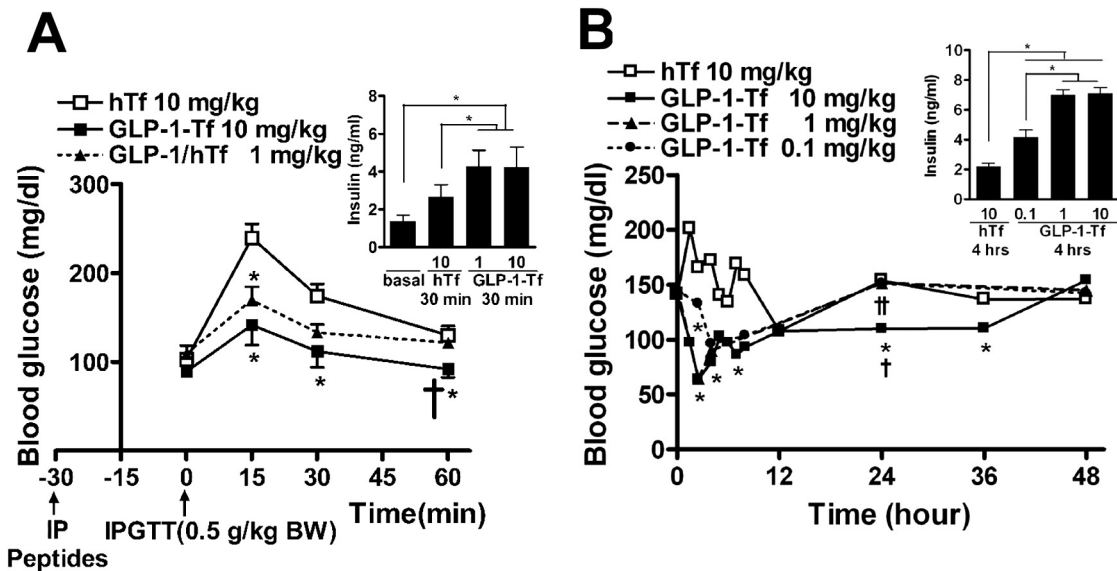 A
hTf 10 mg/kg
GLP-1-Tf 10 mg/kg
GLP-1/hTf 1 mg/kg
Blood glucose (mg/dl)
300
200
100
-30 -15 0 15 30 45 60
IP
Peptides
IPGTT(0.5 g/kg BW)
Time(min)
Insulin (ng/ml)
8
6
4
2
0
*
*
10 1 10
basal hTf GLP-1-Tf
30 min 30 min
*
*
*
† *
B
hTf 10 mg/kg
GLP-1-Tf 10 mg/kg
GLP-1-Tf 1 mg/kg
GLP-1-Tf 0.1 mg/kg
Blood glucose (mg/dl)
250
200
150
100
50
0
0 12 24 36 48
Time (hour)
Insulin (ng/ml)
10
8
6
4
2
0
*
*
10 0.1 1 10
hTf GLP-1-Tf
4 hrs 4 hrs
††
*
* * * * *
†